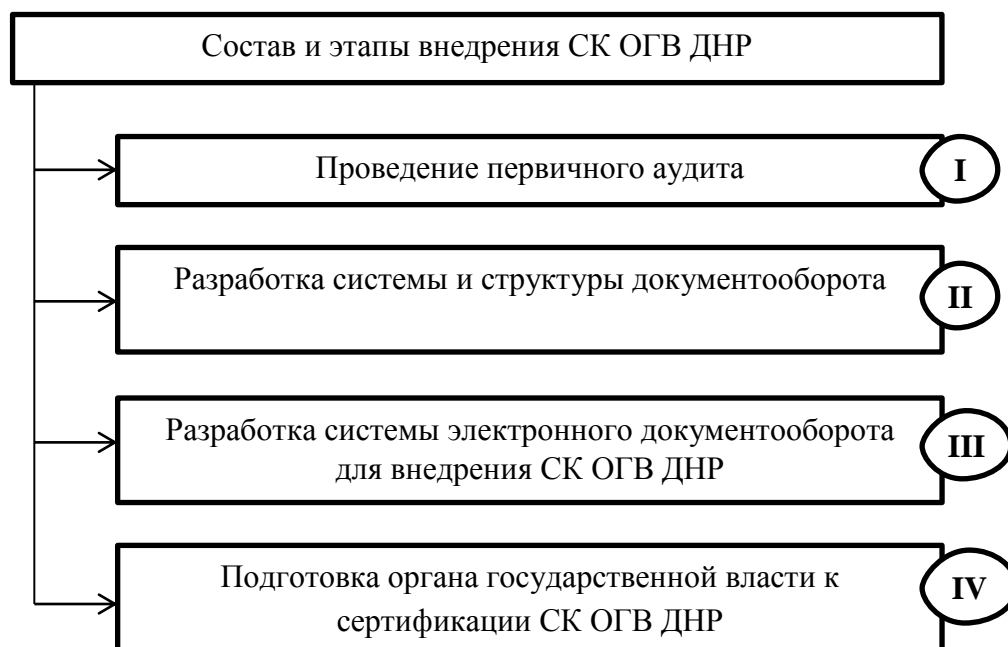 Состав и этапы внедрения СК ОГВ ДНР
Проведение первичного аудита
I
Разработка системы и структуры документооборота
II
Разработка системы электронного документооборота
для внедрения СК ОГВ ДНР
III
Подготовка органа государственной власти к
сертификации СК ОГВ ДНР
IV